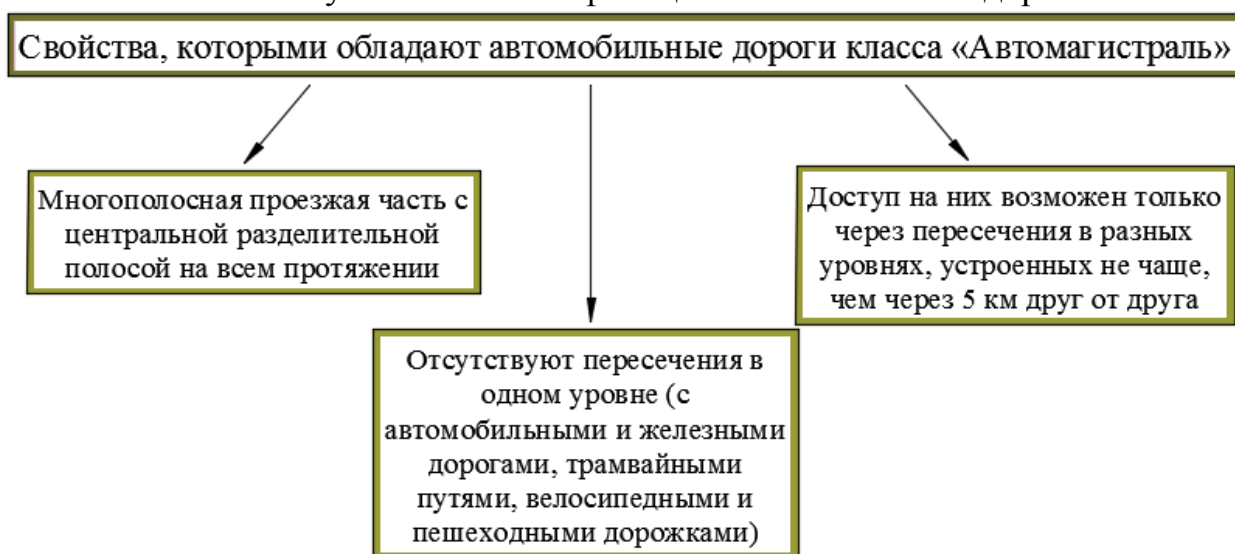 Свойства, которыми обладают автомобильные дороги класса «Автомагистраль»
Многополосная проезжая часть с
центральной разделительной
полосой на всем протяжении
Доступ на них возможен только
через пересечения в разных
уровнях, устроенных не чаще,
чем через 5 км друг от друга
Отсутствуют пересечения в
одном уровне (с
автомобильными и железными
дорогами, трамвайными
путями, велосипедными и
пешеходными дорожками)